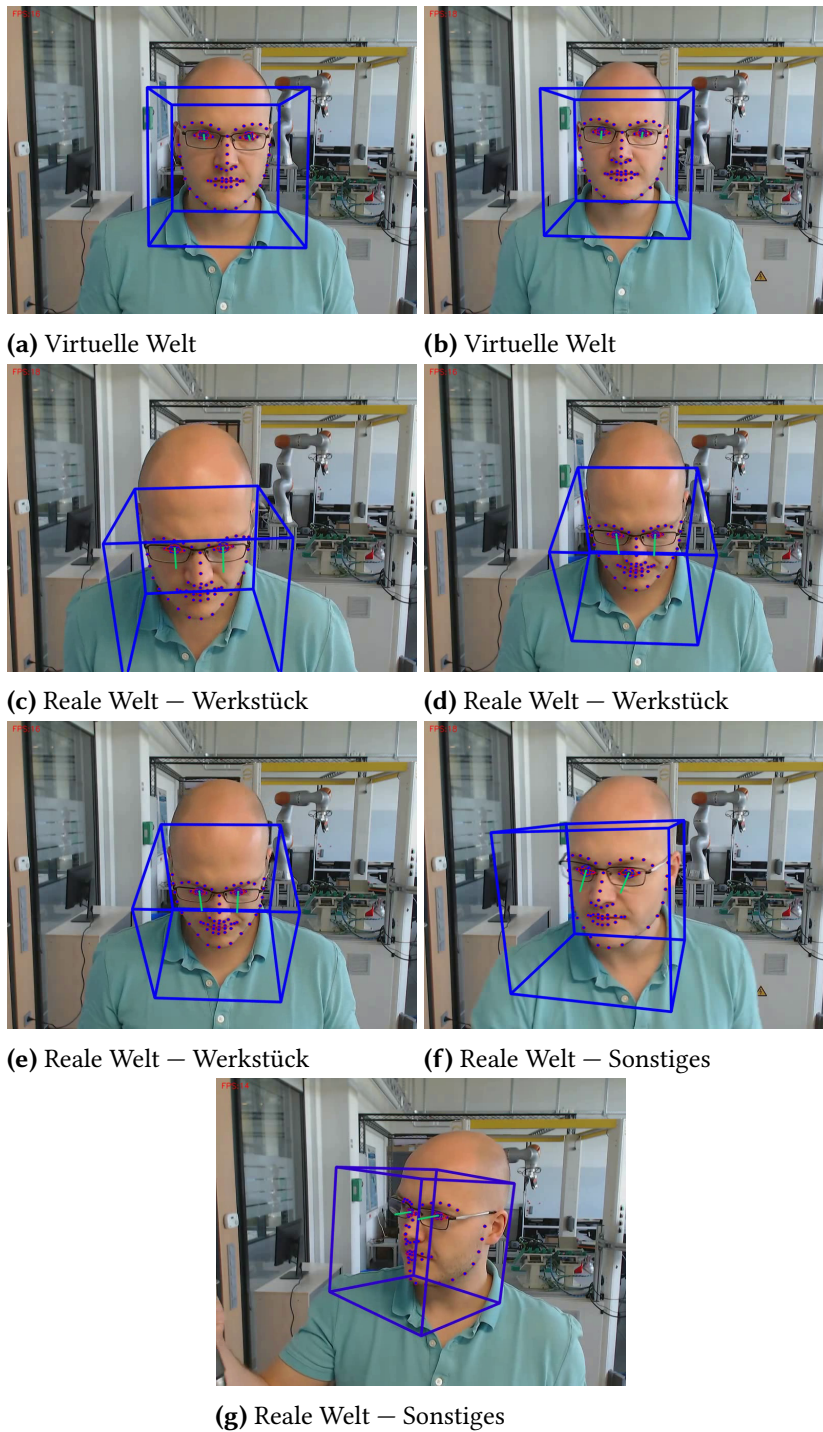 (a) Virtuelle Welt
(b) Virtuelle Welt
(c) Reale Welt — Werkstück
(d) Reale Welt — Werkstück
(e) Reale Welt — Werkstück
(f) Reale Welt — Sonstiges
(g) Reale Welt — Sonstiges